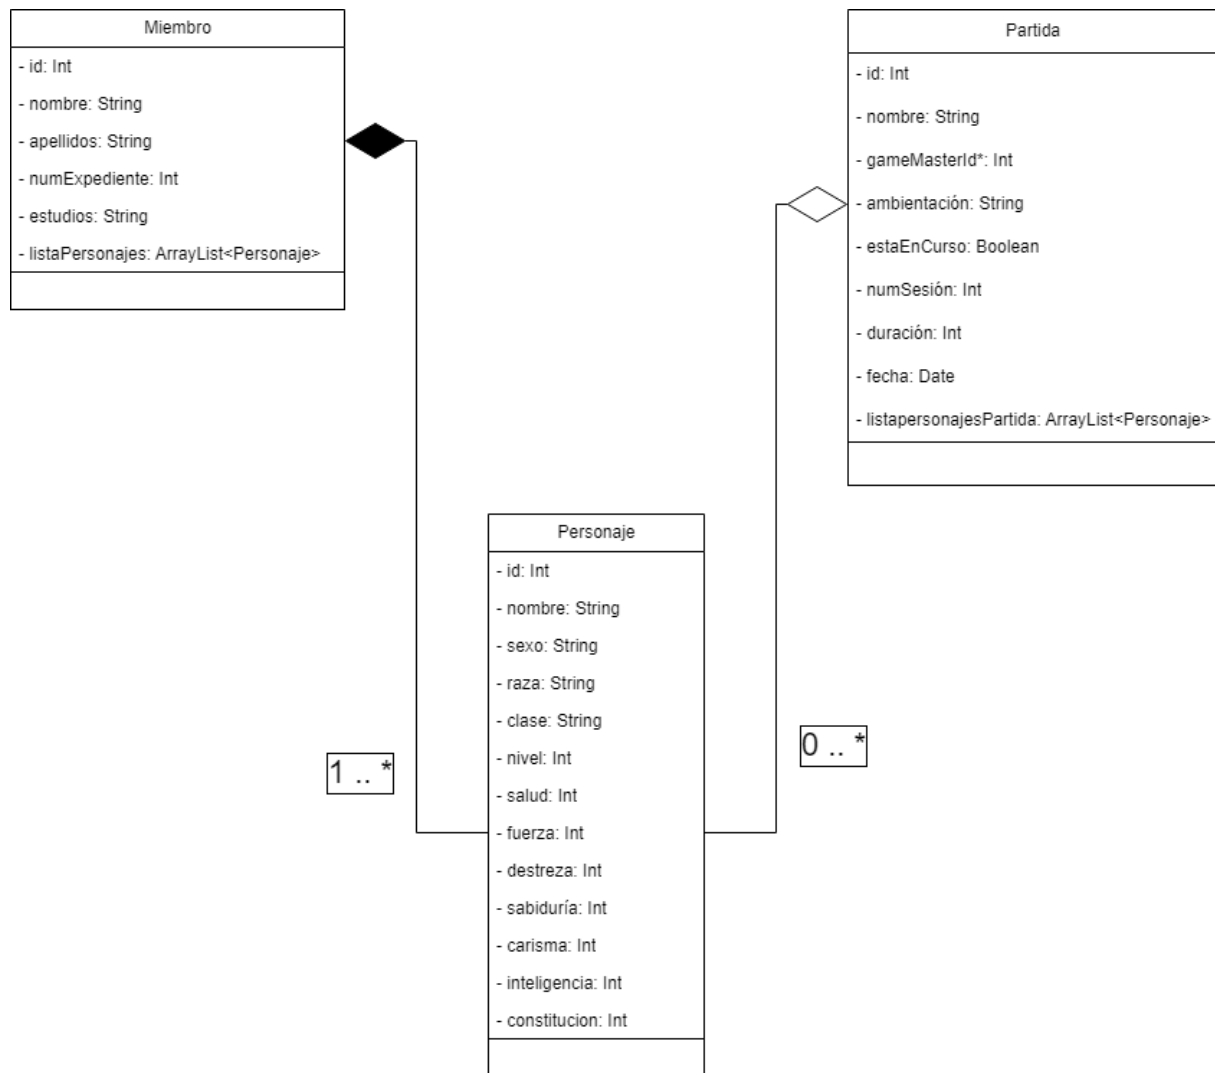 Miembro
- id: Int
- nombre: String
- apellidos: String
- numExpediente: Int
- estudios: String
- listaPersonajes: ArrayList<Personaje>
Partida
- id: Int
- nombre: String
- gameMasterId*: Int
- ambientación: String
- estaEnCurso: Boolean
- numSesión: Int
- duración: Int
- fecha: Date
- listapersonajesPartida: ArrayList<Personaje>
Personaje
- id: Int
- nombre: String
- sexo: String
- raza: String
- clase: String
- nivel: Int
- salud: Int
- fuerza: Int
- destreza: Int
- sabiduría: Int
- carisma: Int
- inteligencia: Int
- constitucion: Int
1 .. *
0 .. *